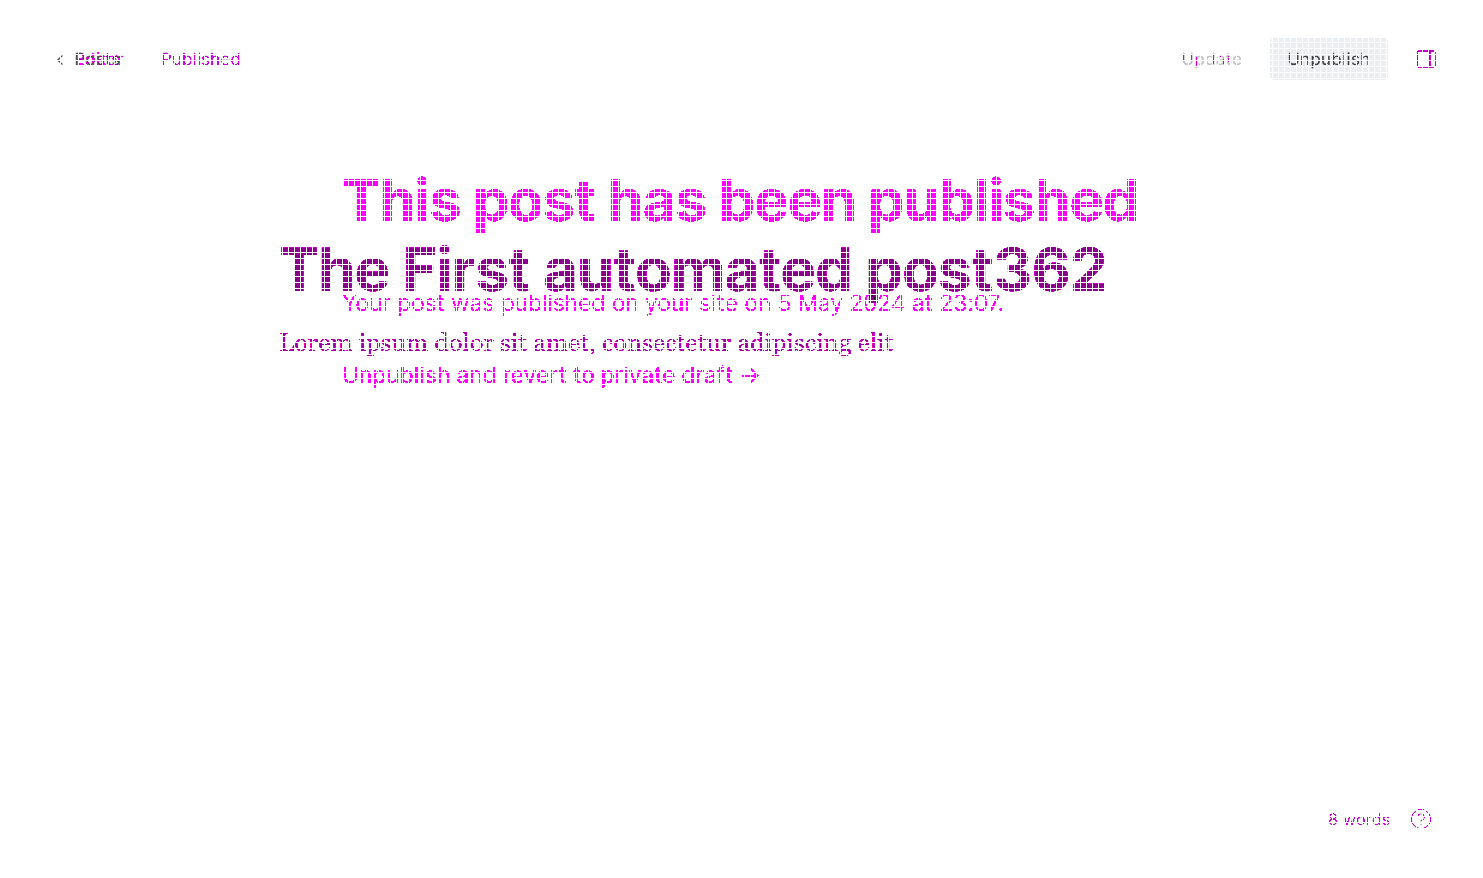 Editor Posts Published Update Unpublish
This post has been published
The First automated post362
Your post was published on your site on 5 May 2024 at 23:07.
Lorem ipsum dolor sit amet, consectetur adipiscing elit
Unpublish and revert to private draft →
8 words ?